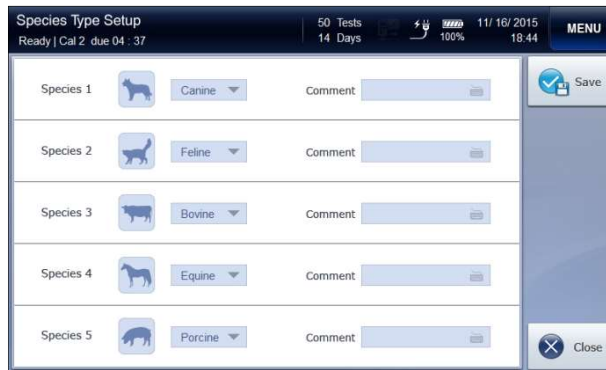 Species Type Setup
Ready | Cal 2 due 04 : 37
50 Tests
14 Days
100%
11/ 16/ 2015
18:44
MENU
Species 1 Canine Comment
Species 2 Feline Comment
Species 3 Bovine Comment
Species 4 Equine Comment
Species 5 Porcine Comment
Save
Close